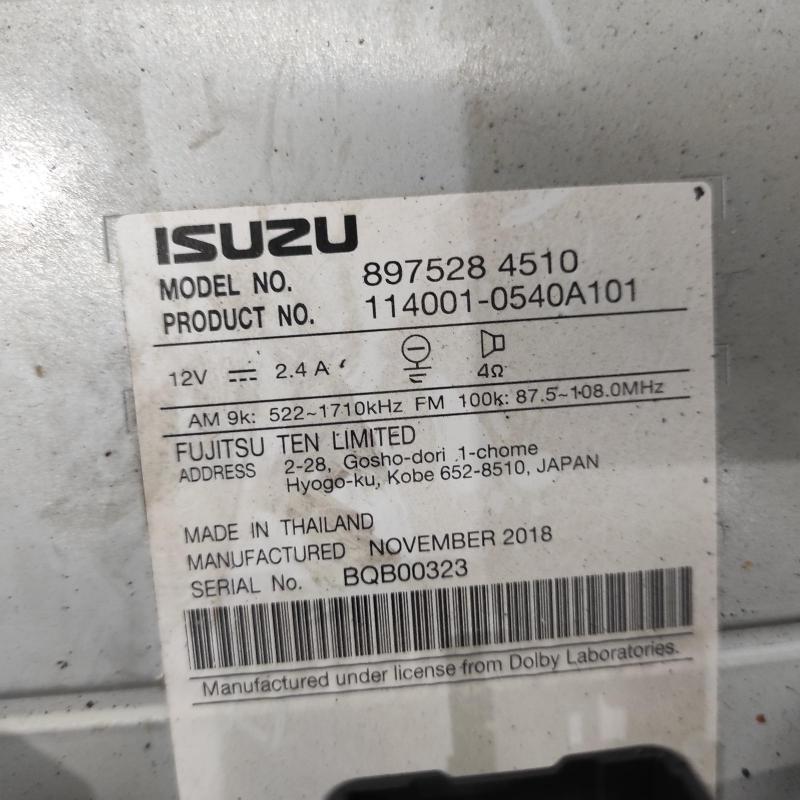 ISUZU
MODEL NO. 897528 4510
PRODUCT NO. 114001-0540A101
12V 2.4 A 4Ω
AM 9k: 522~1710kHz FM 100k: 87.5~108.0MHz
FUJITSU TEN LIMITED
ADDRESS 2-28, Gosho-dori 1-chome
Hyogo-ku, Kobe 652-8510, JAPAN
MADE IN THAILAND
MANUFACTURED NOVEMBER 2018
SERIAL No. BQB00323
Manufactured under license from Dolby Laboratories.